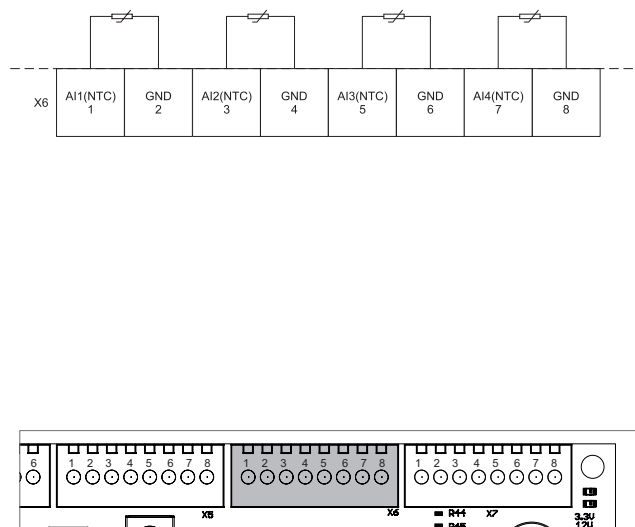 X6
AI1(NTC) GND AI2(NTC) GND AI3(NTC) GND AI4(NTC) GND
1 2 3 4 5 6 7 8
6 1 2 3 4 5 6 7 8 1 2 3 4 5 6 7 8 1 2 3 4 5 6 7 8
X5 X6 R44 X7 3.3V
R45 12V